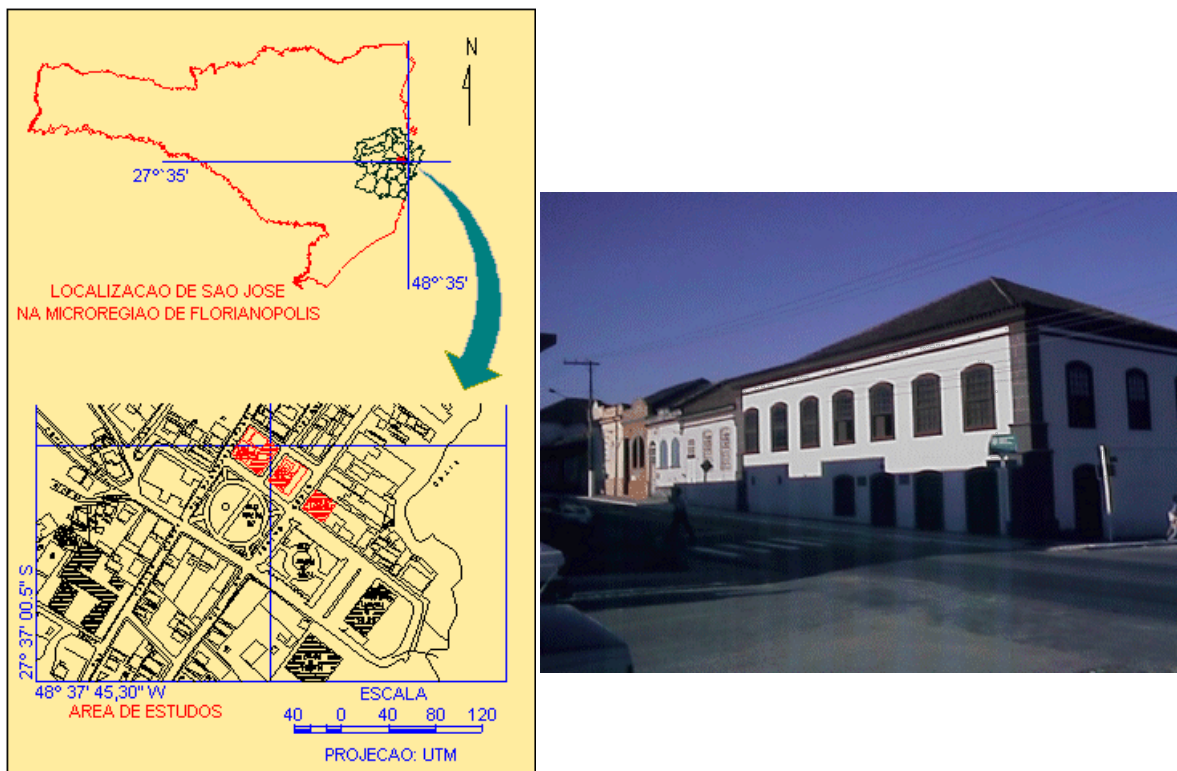 N
27°`35'
48°`35'
LOCALIZACAO DE SAO JOSE
NA MICROREGIAO DE FLORIANOPOLIS
27° 37' 00.5" S
48° 37' 45,30" W
AREA DE ESTUDOS
ESCALA
40 0 40 80 120
PROJECAO: UTM